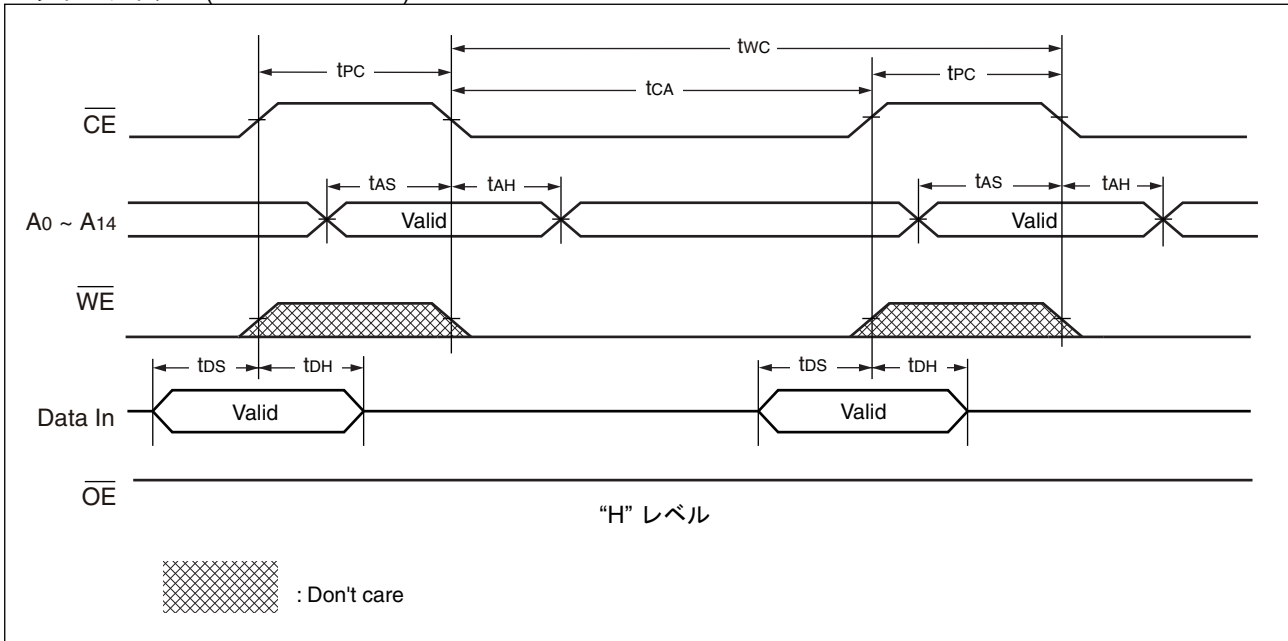 tWC
tPC tPC
tCA
CE
tAS tAH tAS tAH
A0 ~ A14 Valid Valid
WE
tDS tDH tDS tDH
Data In Valid Valid
OE
“H” レベル
: Don't care